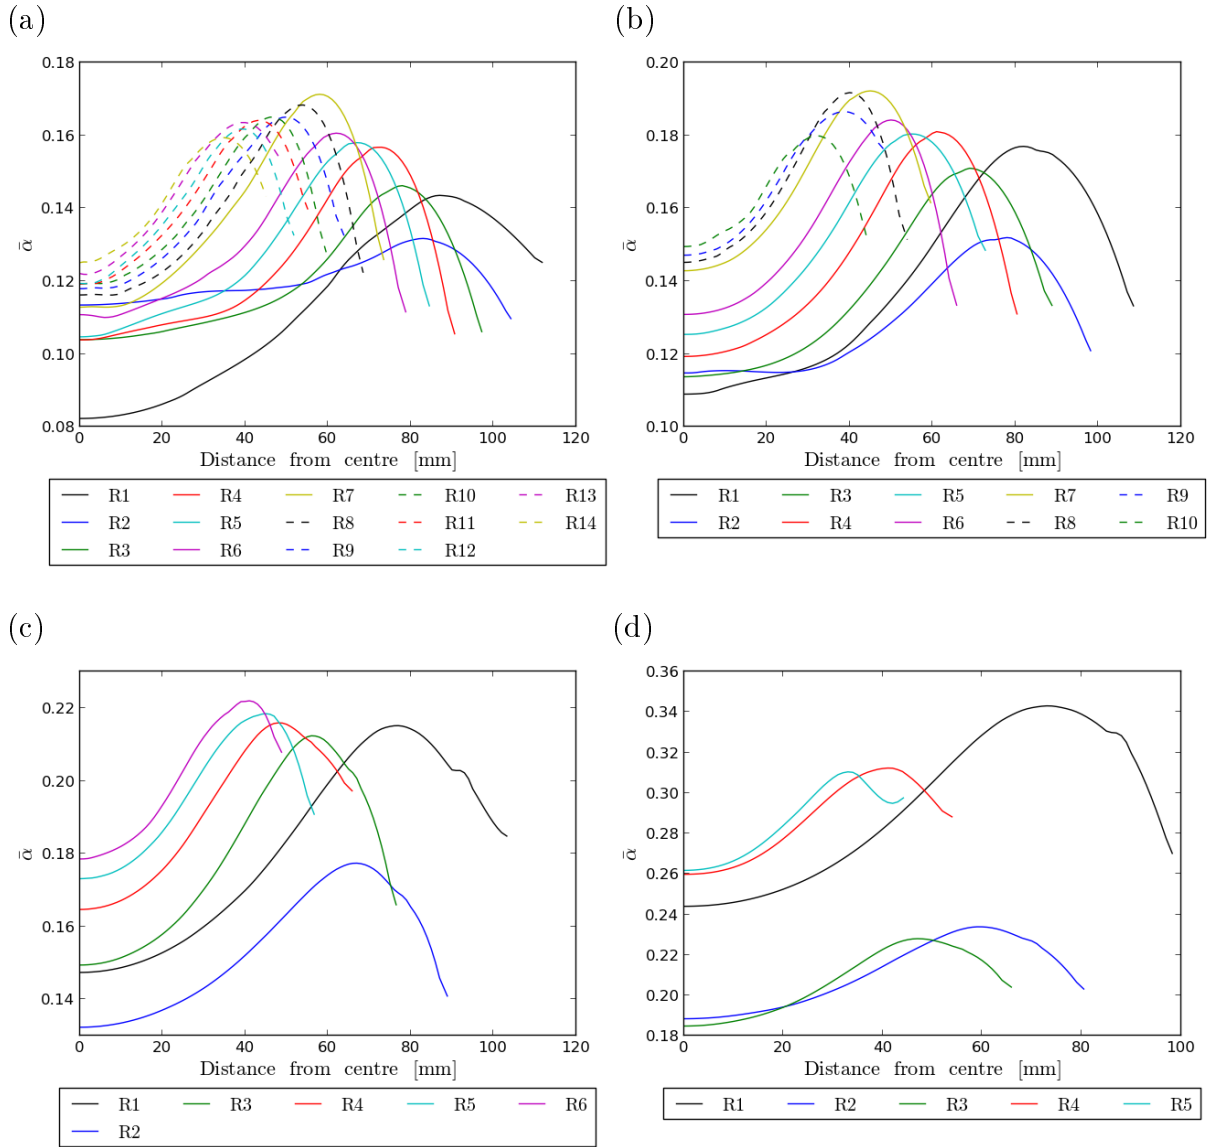 (a)
(b)
0.18
0.16
0.14
0.12
0.10
0.08
ᾱ
0 20 40 60 80 100 120
Distance from centre [mm]
R1 R4 R7 R10 R13
R2 R5 R8 R11 R14
R3 R6 R9 R12
0.20
0.18
0.16
0.14
0.12
0.10
ᾱ
0 20 40 60 80 100 120
Distance from centre [mm]
R1 R3 R5 R7 R9
R2 R4 R6 R8 R10
(c)
(d)
0.22
0.20
0.18
0.16
0.14
ᾱ
0 20 40 60 80 100 120
Distance from centre [mm]
R1 R3 R4 R5 R6
R2
0.36
0.34
0.32
0.30
0.28
0.26
0.24
0.22
0.20
0.18
ᾱ
0 20 40 60 80 100
Distance from centre [mm]
R1 R2 R3 R4 R5